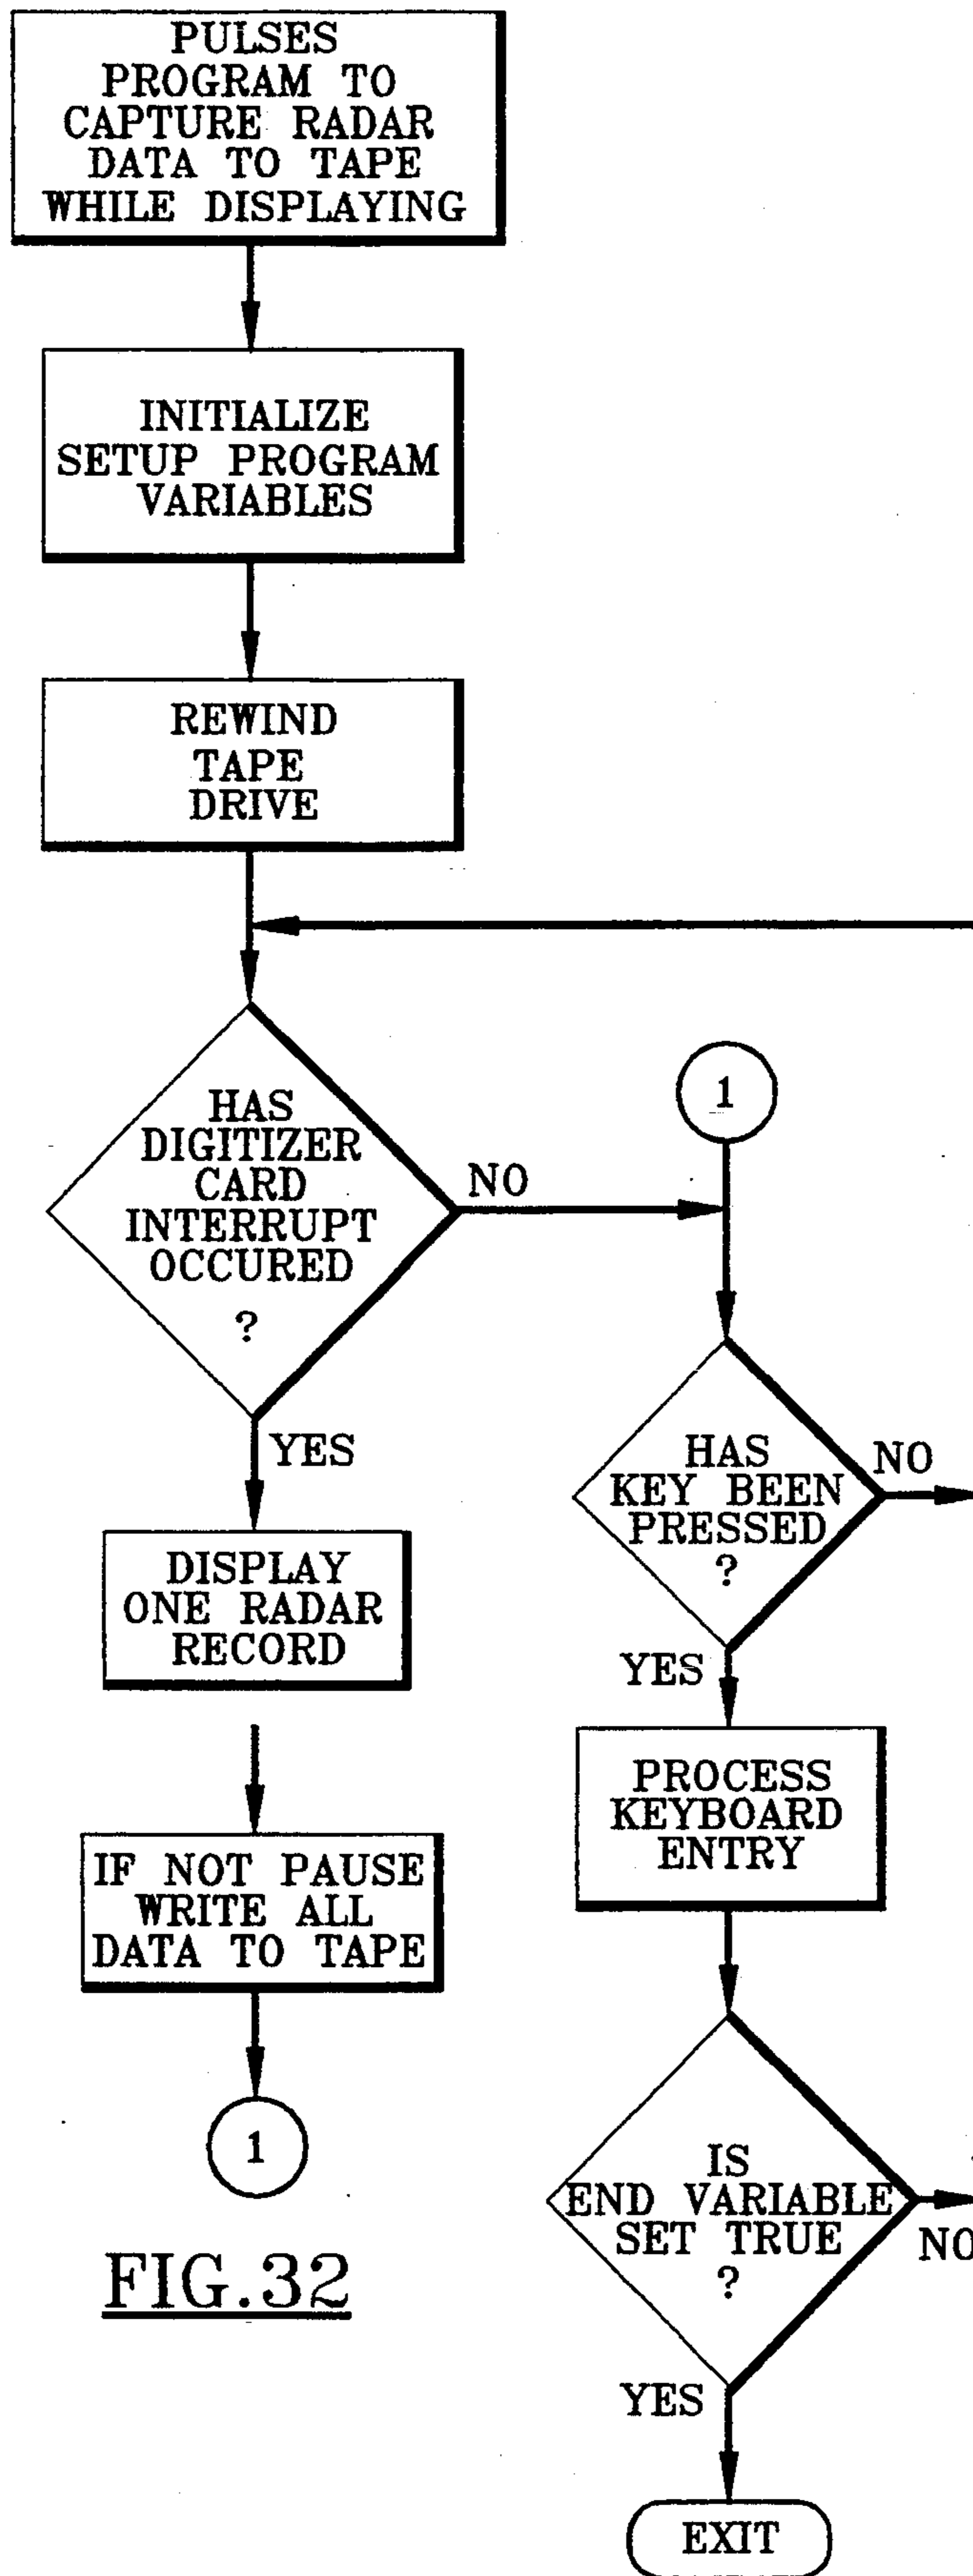 PULSES
PROGRAM TO
CAPTURE RADAR
DATA TO TAPE
WHILE DISPLAYING
INITIALIZE
SETUP PROGRAM
VARIABLES
REWIND
TAPE
DRIVE
HAS
DIGITIZER
CARD
INTERRUPT
OCCURED
?
NO
YES
DISPLAY
ONE RADAR
RECORD
IF NOT PAUSE
WRITE ALL
DATA TO TAPE
1
1
HAS
KEY BEEN
PRESSED
?
NO
YES
PROCESS
KEYBOARD
ENTRY
IS
END VARIABLE
SET TRUE
?
NO
YES
EXIT
FIG.32